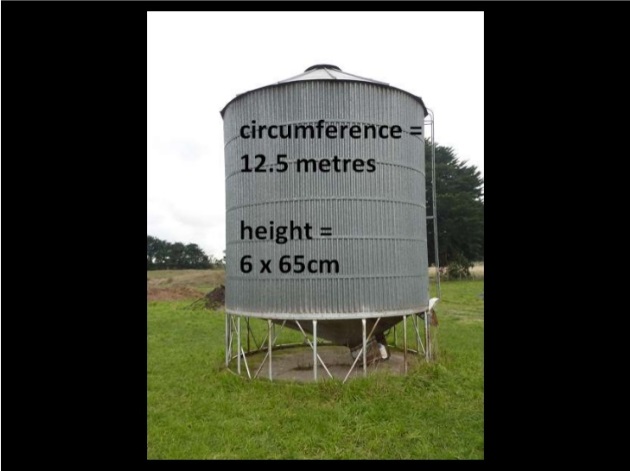 circumference =
12.5 metres
height =
6 x 65cm